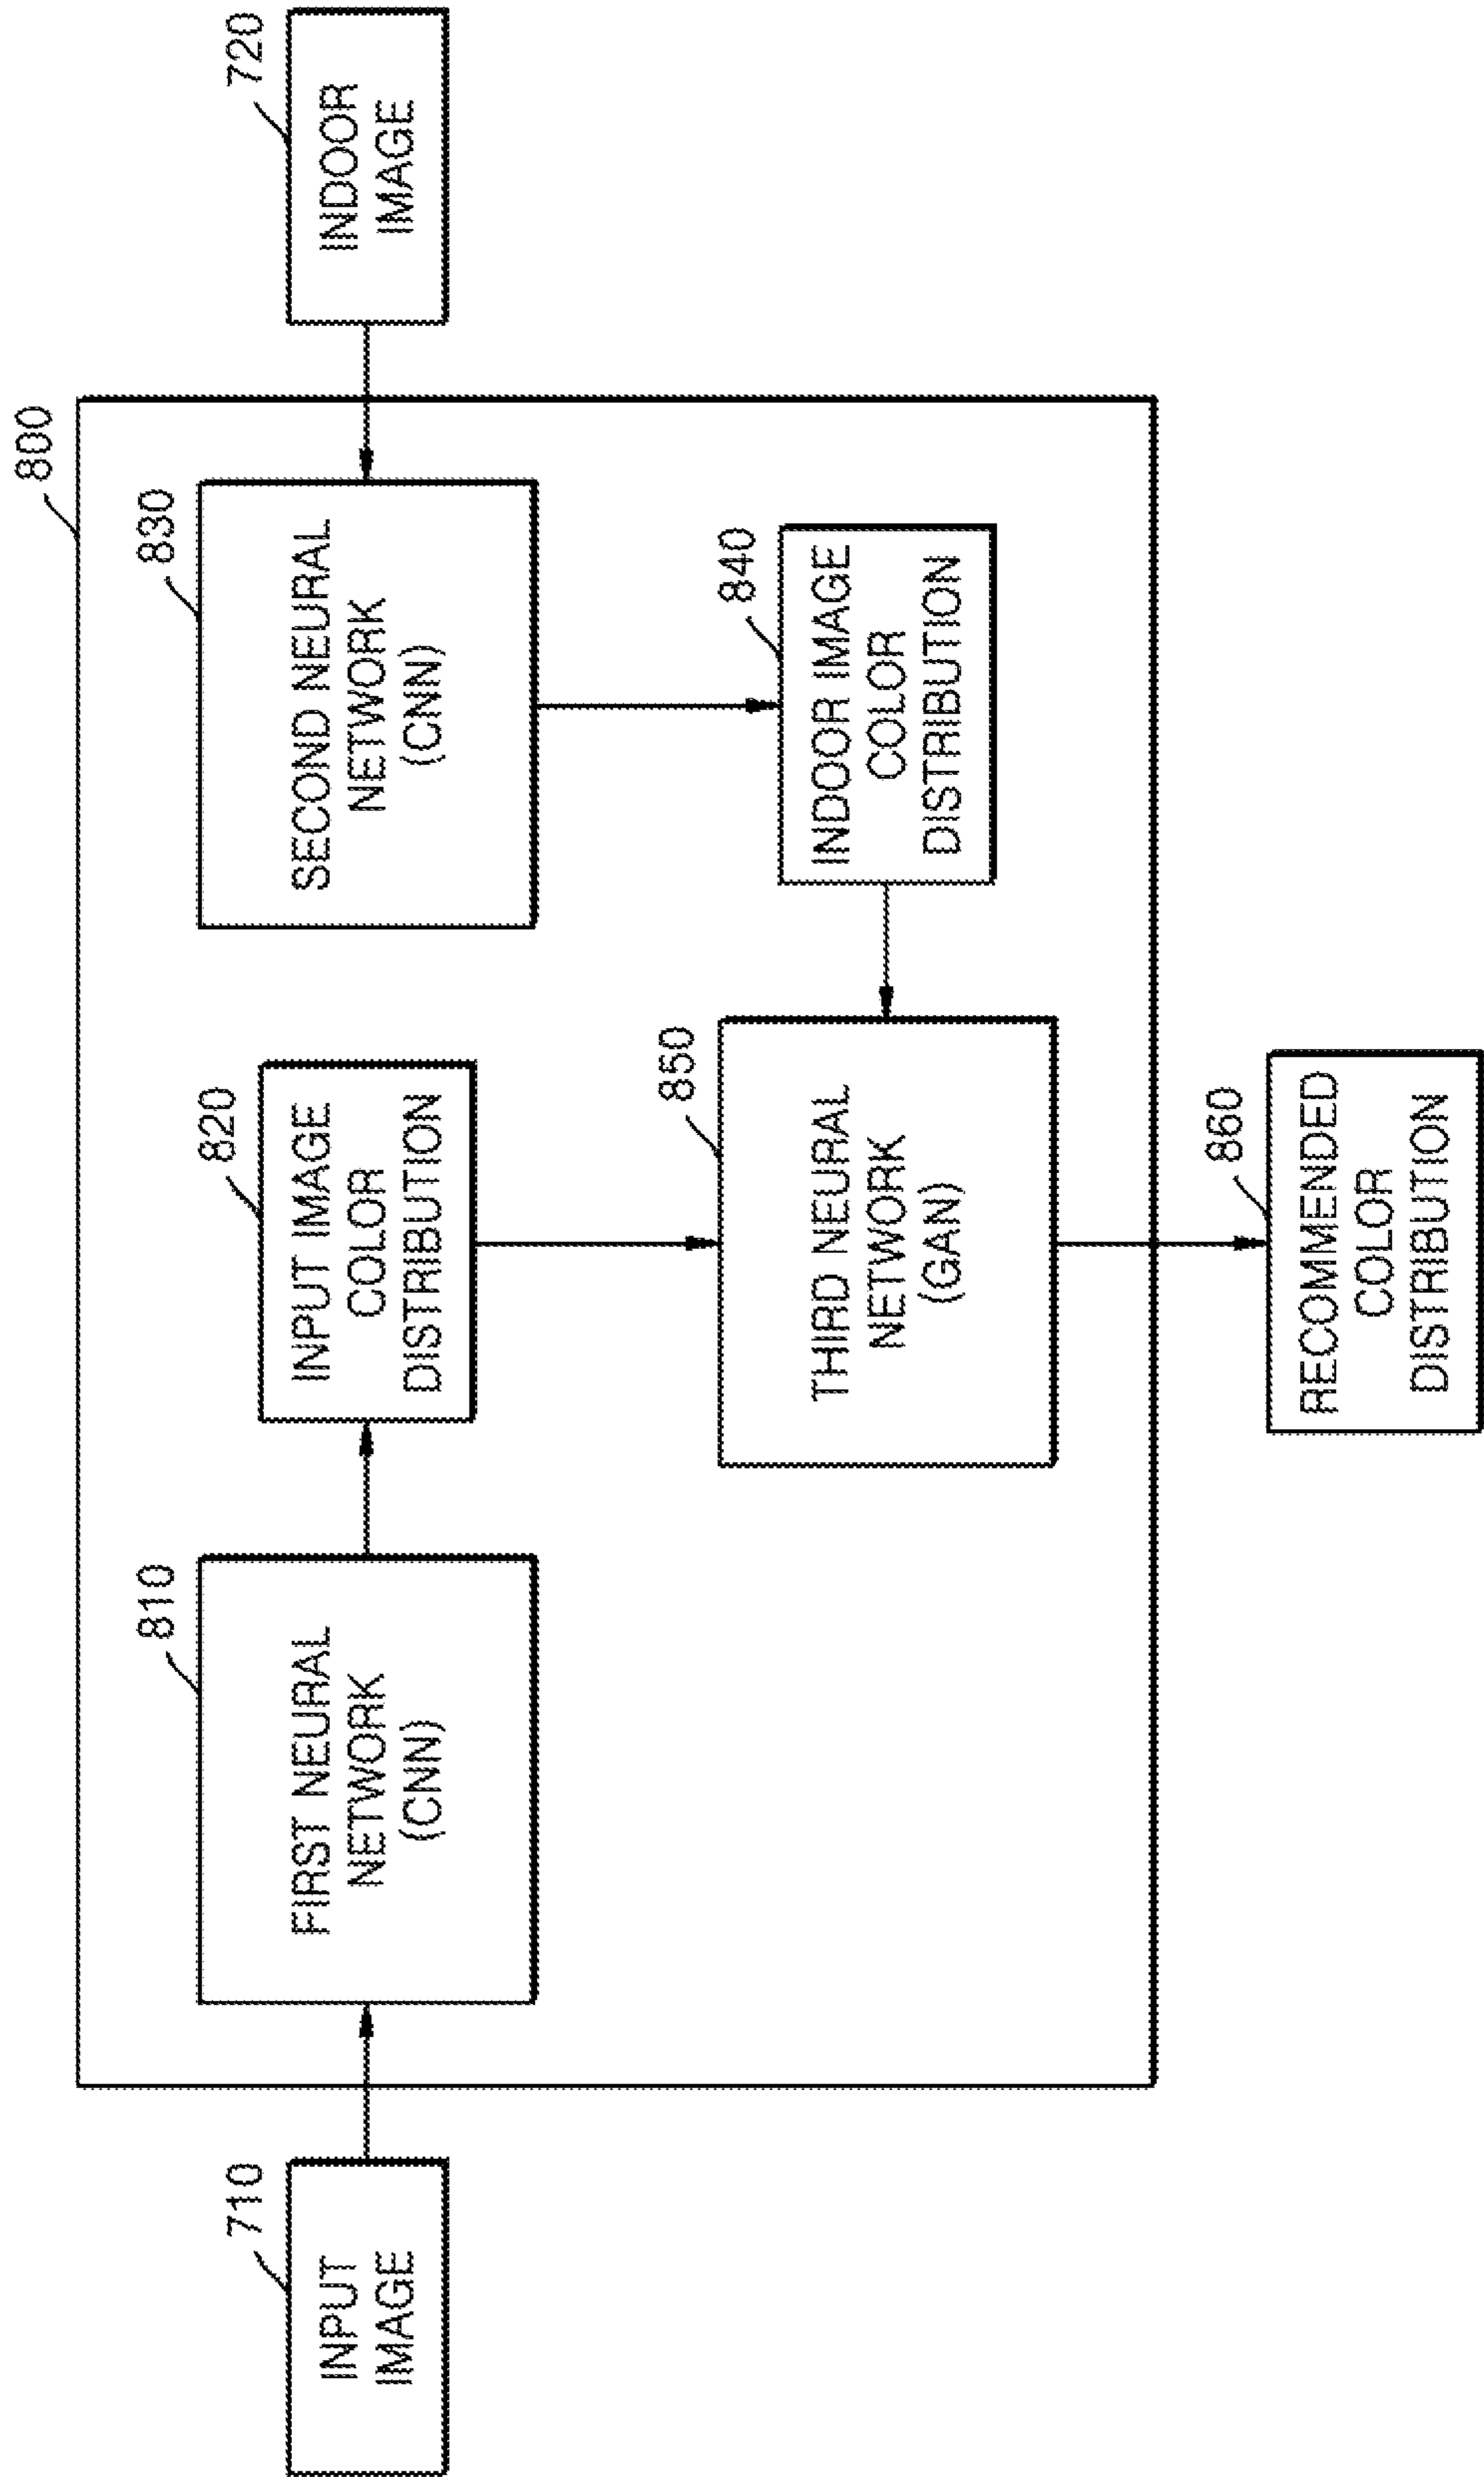 800
710
INPUT
IMAGE
810
FIRST NEURAL
NETWORK
(CNN)
820
INPUT IMAGE
COLOR
DISTRIBUTION
830
SECOND NEURAL
NETWORK
(CNN)
720
INDOOR
IMAGE
850
THIRD NEURAL
NETWORK
(GAN)
840
INDOOR IMAGE
COLOR
DISTRIBUTION
860
RECOMMENDED
COLOR
DISTRIBUTION